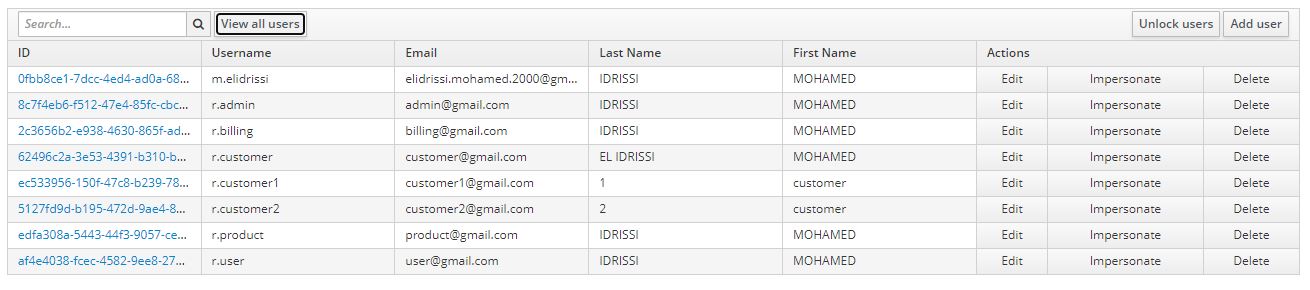 Search... View all users Unlock users Add user
ID Username Email Last Name First Name Actions
0fbb8ce1-7dcc-4ed4-ad0a-68... m.elidrissi elidrissi.mohamed.2000@gm... IDRISSI MOHAMED Edit Impersonate Delete
8c7f4eb6-f512-47e4-85fc-cbc... r.admin admin@gmail.com IDRISSI MOHAMED Edit Impersonate Delete
2c3656b2-e938-4630-865f-ad... r.billing billing@gmail.com IDRISSI MOHAMED Edit Impersonate Delete
62496c2a-3e53-4391-b310-b... r.customer customer@gmail.com EL IDRISSI MOHAMED Edit Impersonate Delete
ec533956-150f-47c8-b239-78... r.customer1 customer1@gmail.com 1 customer Edit Impersonate Delete
5127fd9d-b195-472d-9ae4-8... r.customer2 customer2@gmail.com 2 customer Edit Impersonate Delete
edfa308a-5443-44f3-9057-ce... r.product product@gmail.com IDRISSI MOHAMED Edit Impersonate Delete
af4e4038-fcec-4582-9ee8-27... r.user user@gmail.com IDRISSI MOHAMED Edit Impersonate Delete